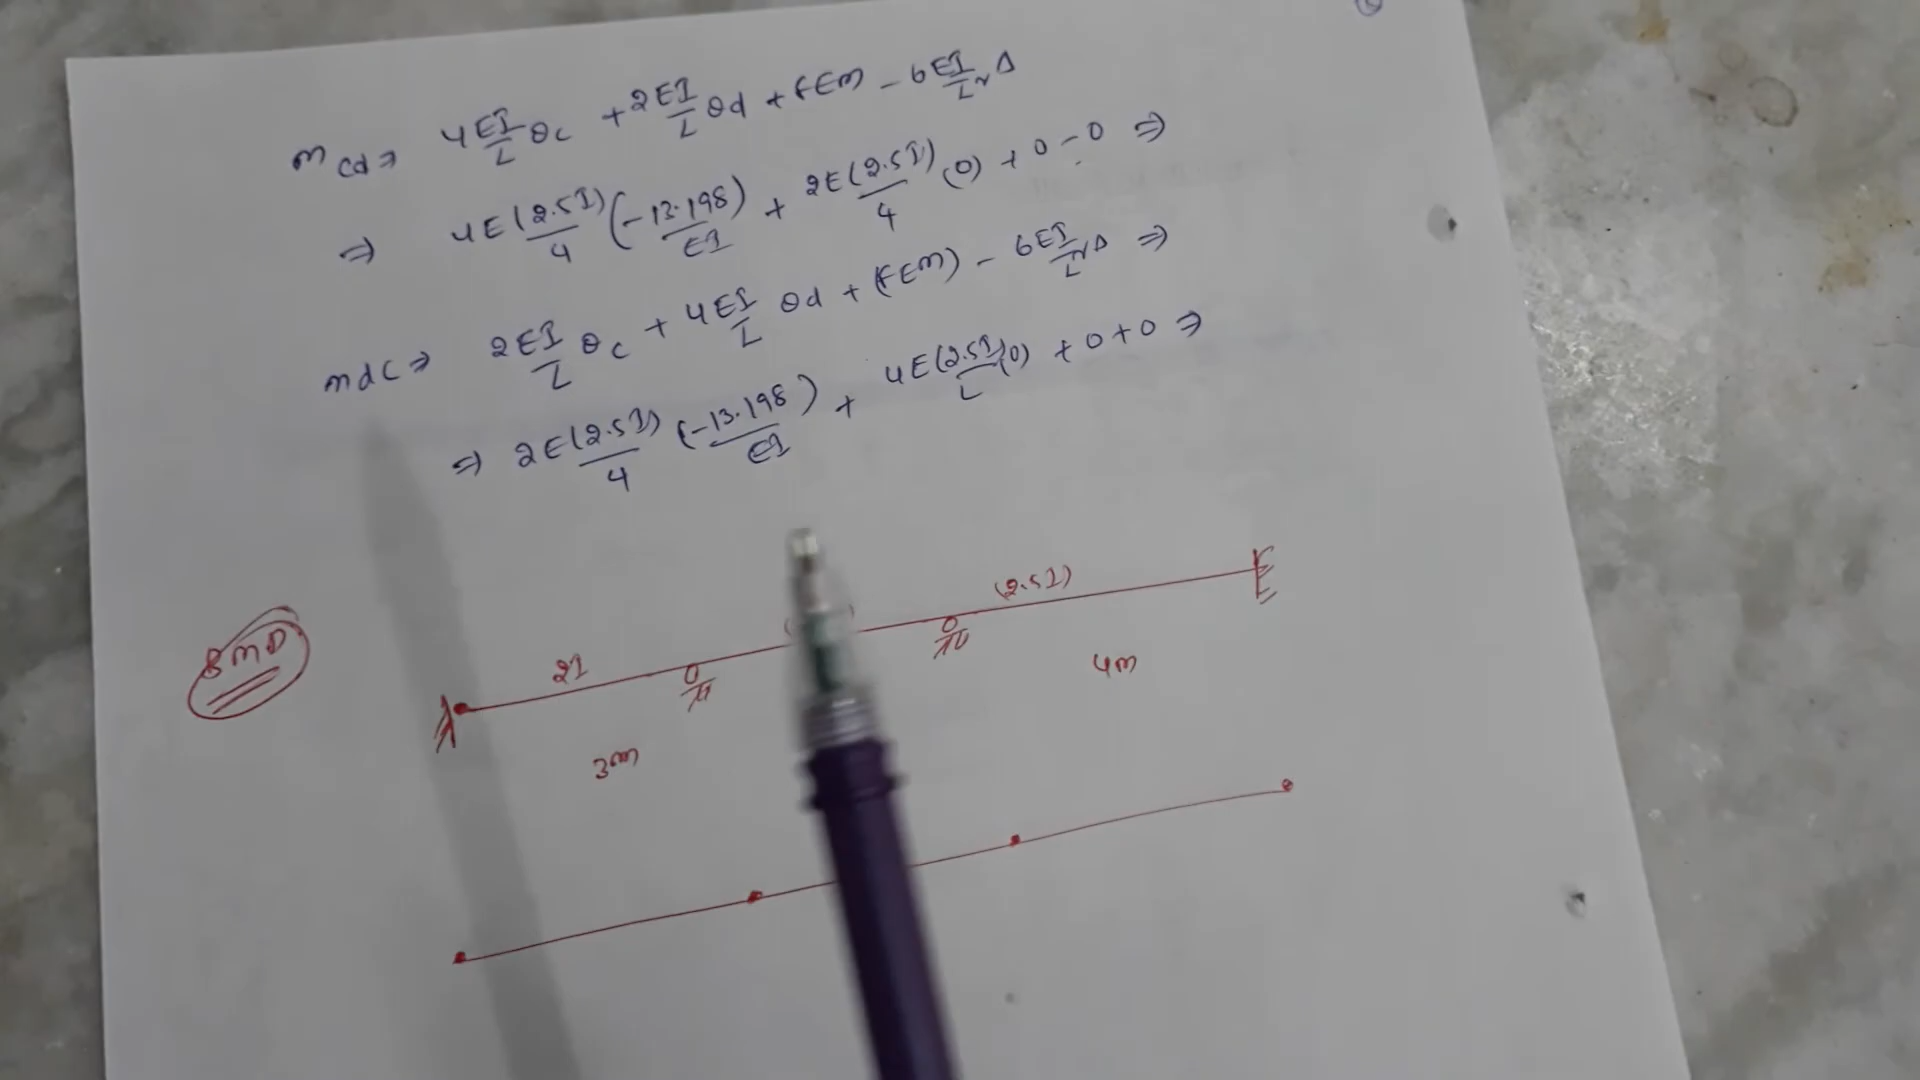 Mcd ⇒ 4EI/L θc + 2EI/L θd + FEM - 6EI/L² Δ
⇒ 4E(2.5I)/4 (-13.198/EI) + 2E(2.5I)/4 (0) + 0 - 0 ⇒
mdc ⇒ 2EI/L θc + 4EI/L θd + (FEM) - 6EI/L² Δ ⇒
⇒ 2E(2.5I)/4 (-13.198/EI) + 4E(2.5I)/L (0) + 0 + 0 ⇒
BMD
2I
(2.5I)
3m
4m